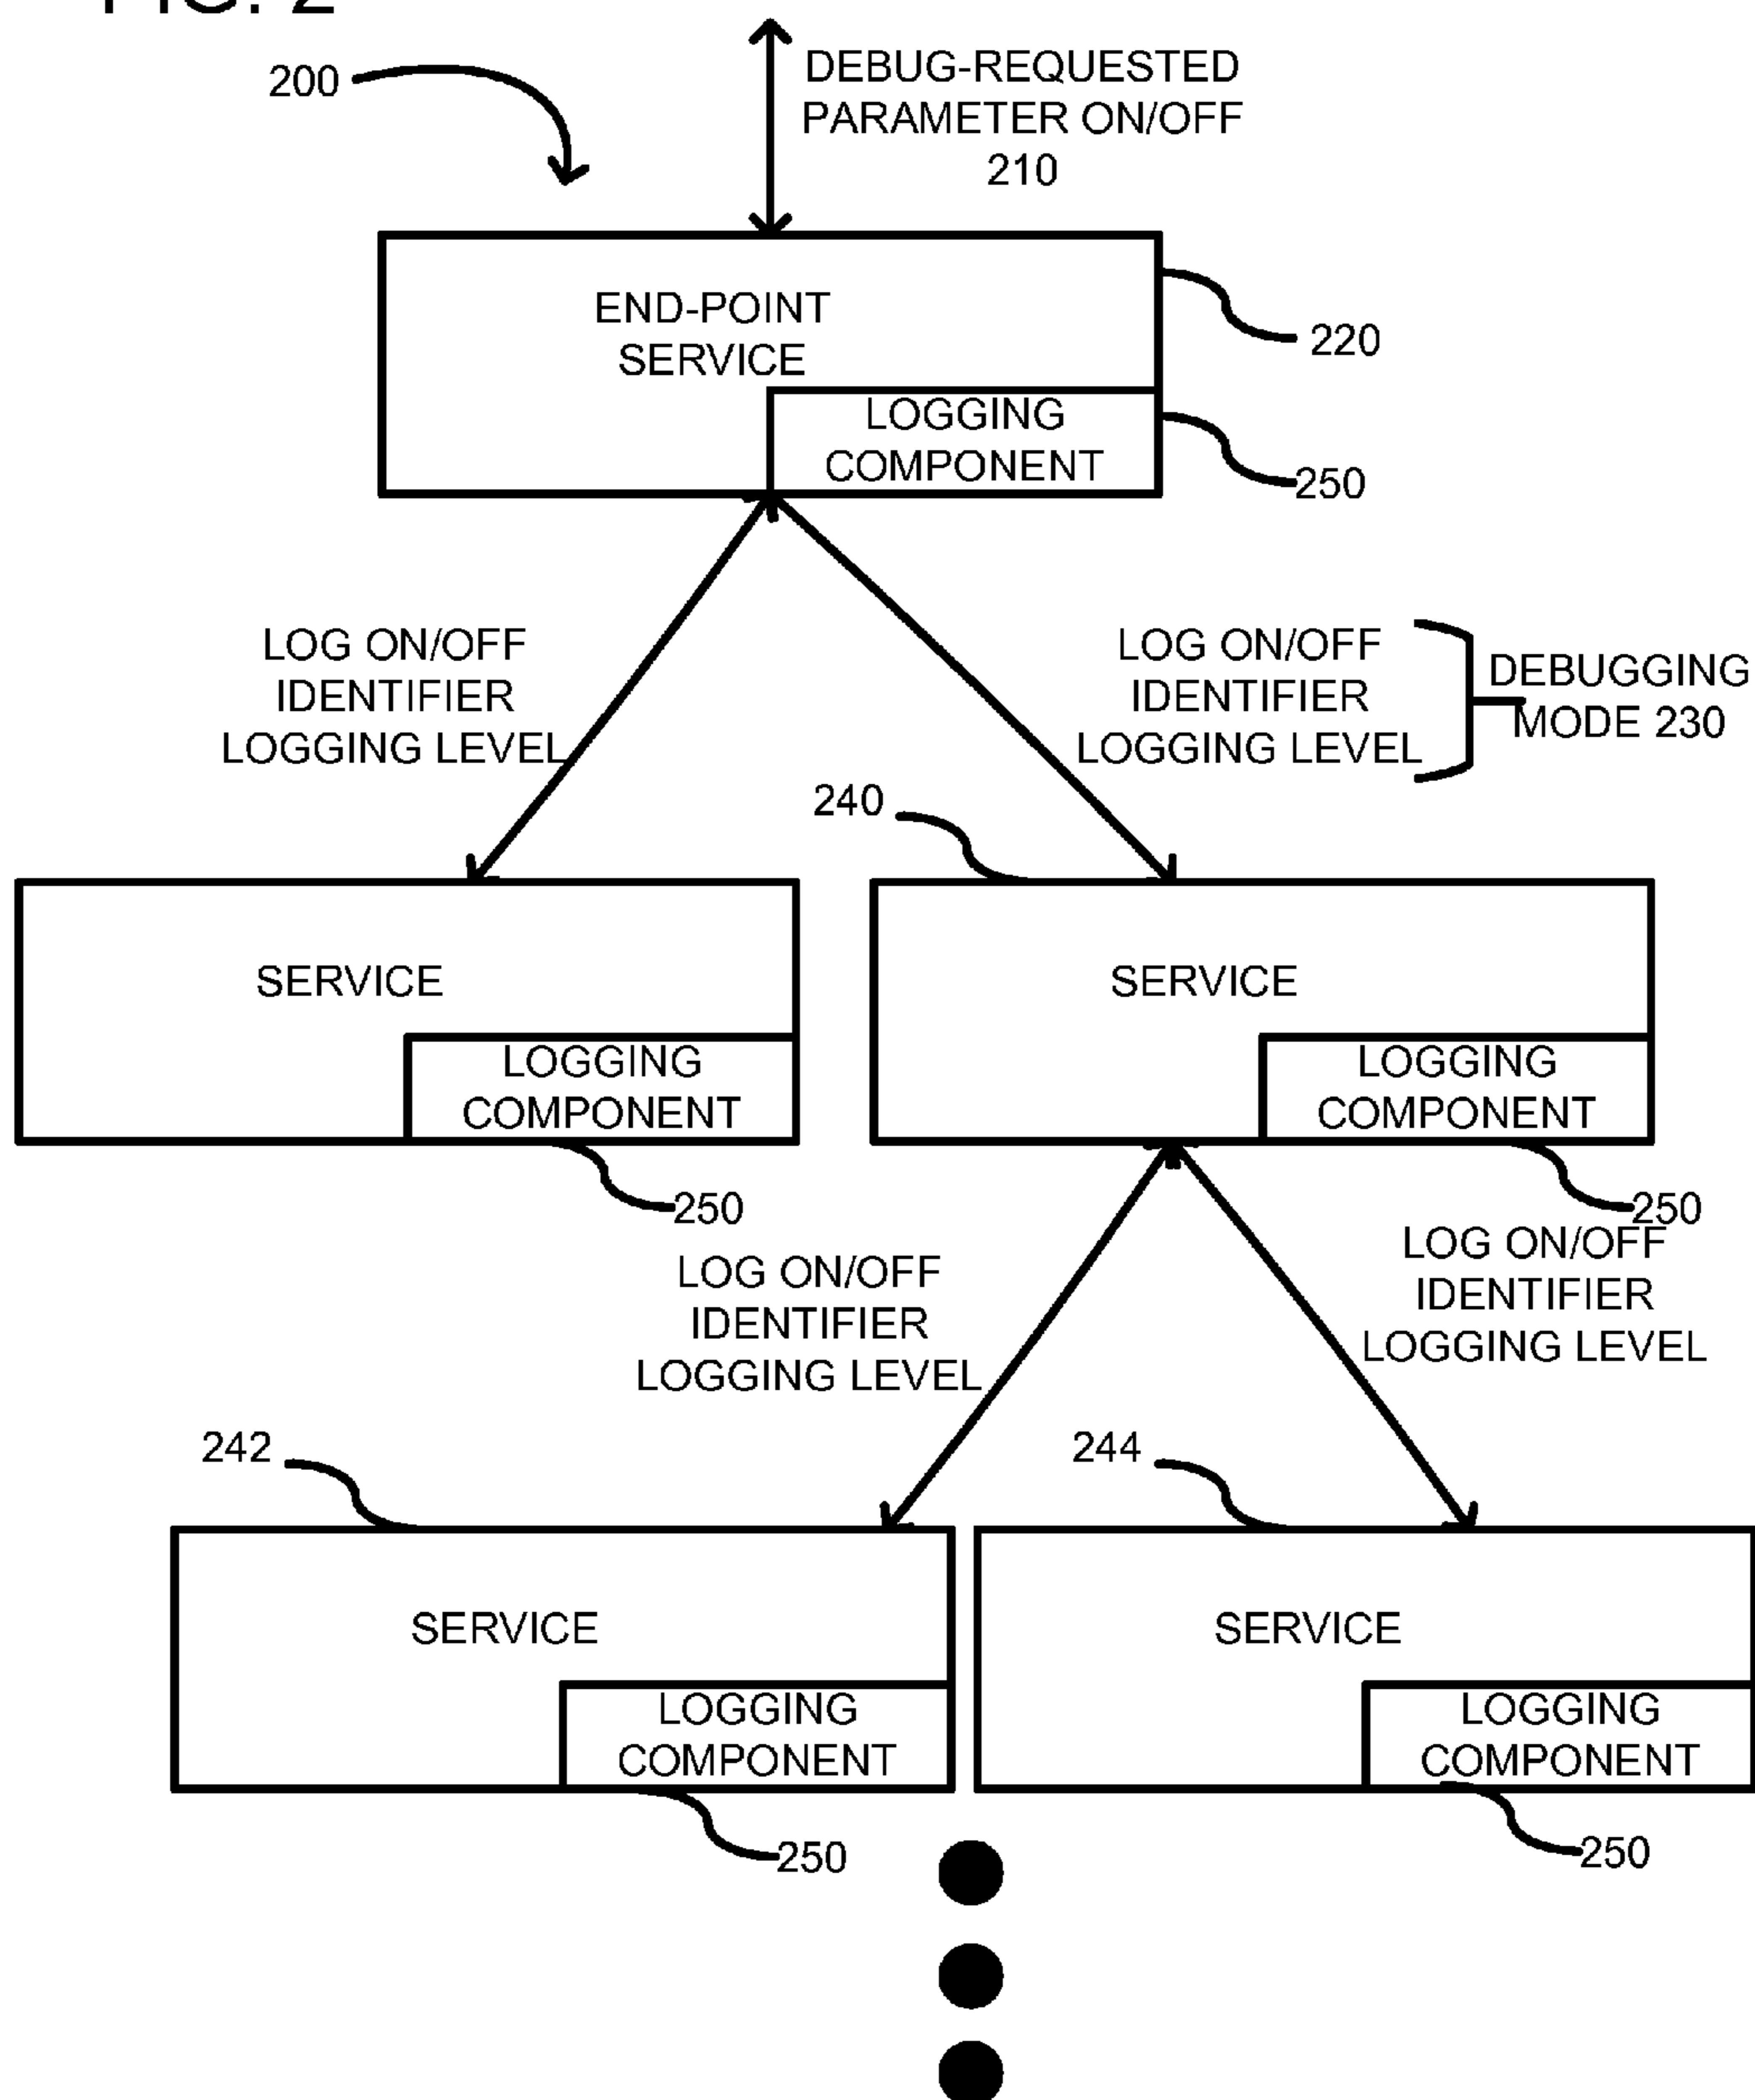 FIG. 2
200
DEBUG-REQUESTED
PARAMETER ON/OFF
210
END-POINT
SERVICE
220
LOGGING
COMPONENT
250
LOG ON/OFF
IDENTIFIER
LOGGING LEVEL
LOG ON/OFF
IDENTIFIER
LOGGING LEVEL
DEBUGGING
MODE 230
240
SERVICE
LOGGING
COMPONENT
250
SERVICE
LOGGING
COMPONENT
250
LOG ON/OFF
IDENTIFIER
LOGGING LEVEL
LOG ON/OFF
IDENTIFIER
LOGGING LEVEL
242
244
SERVICE
LOGGING
COMPONENT
250
SERVICE
LOGGING
COMPONENT
250